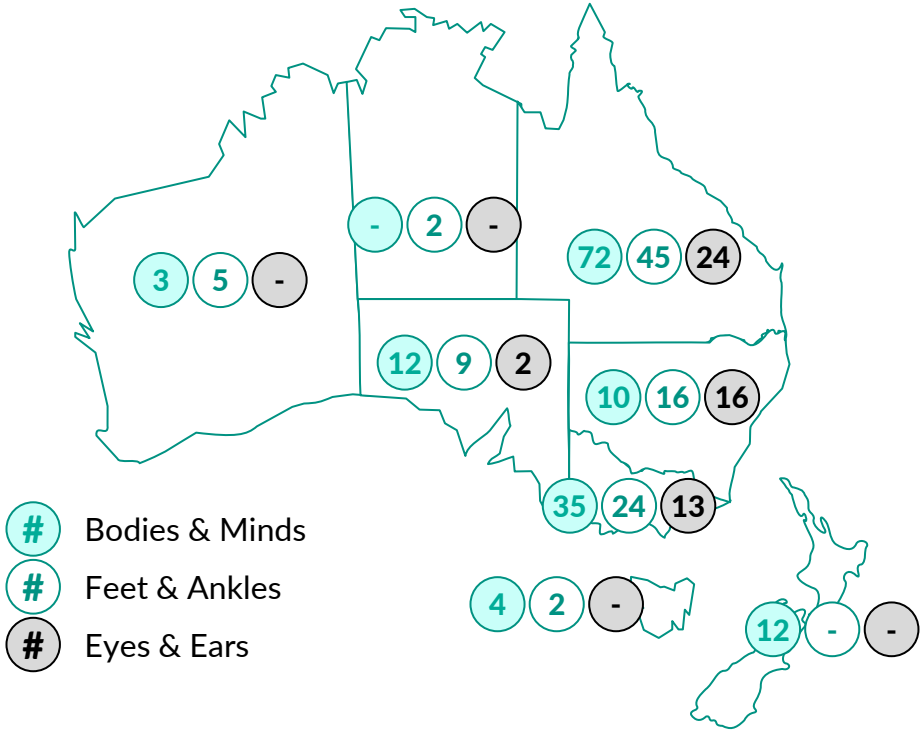 - 2 -
72 45 24
3 5 -
12 9 2
10 16 16
35 24 13
# Bodies & Minds
# Feet & Ankles
4 2 -
12 - -
# Eyes & Ears